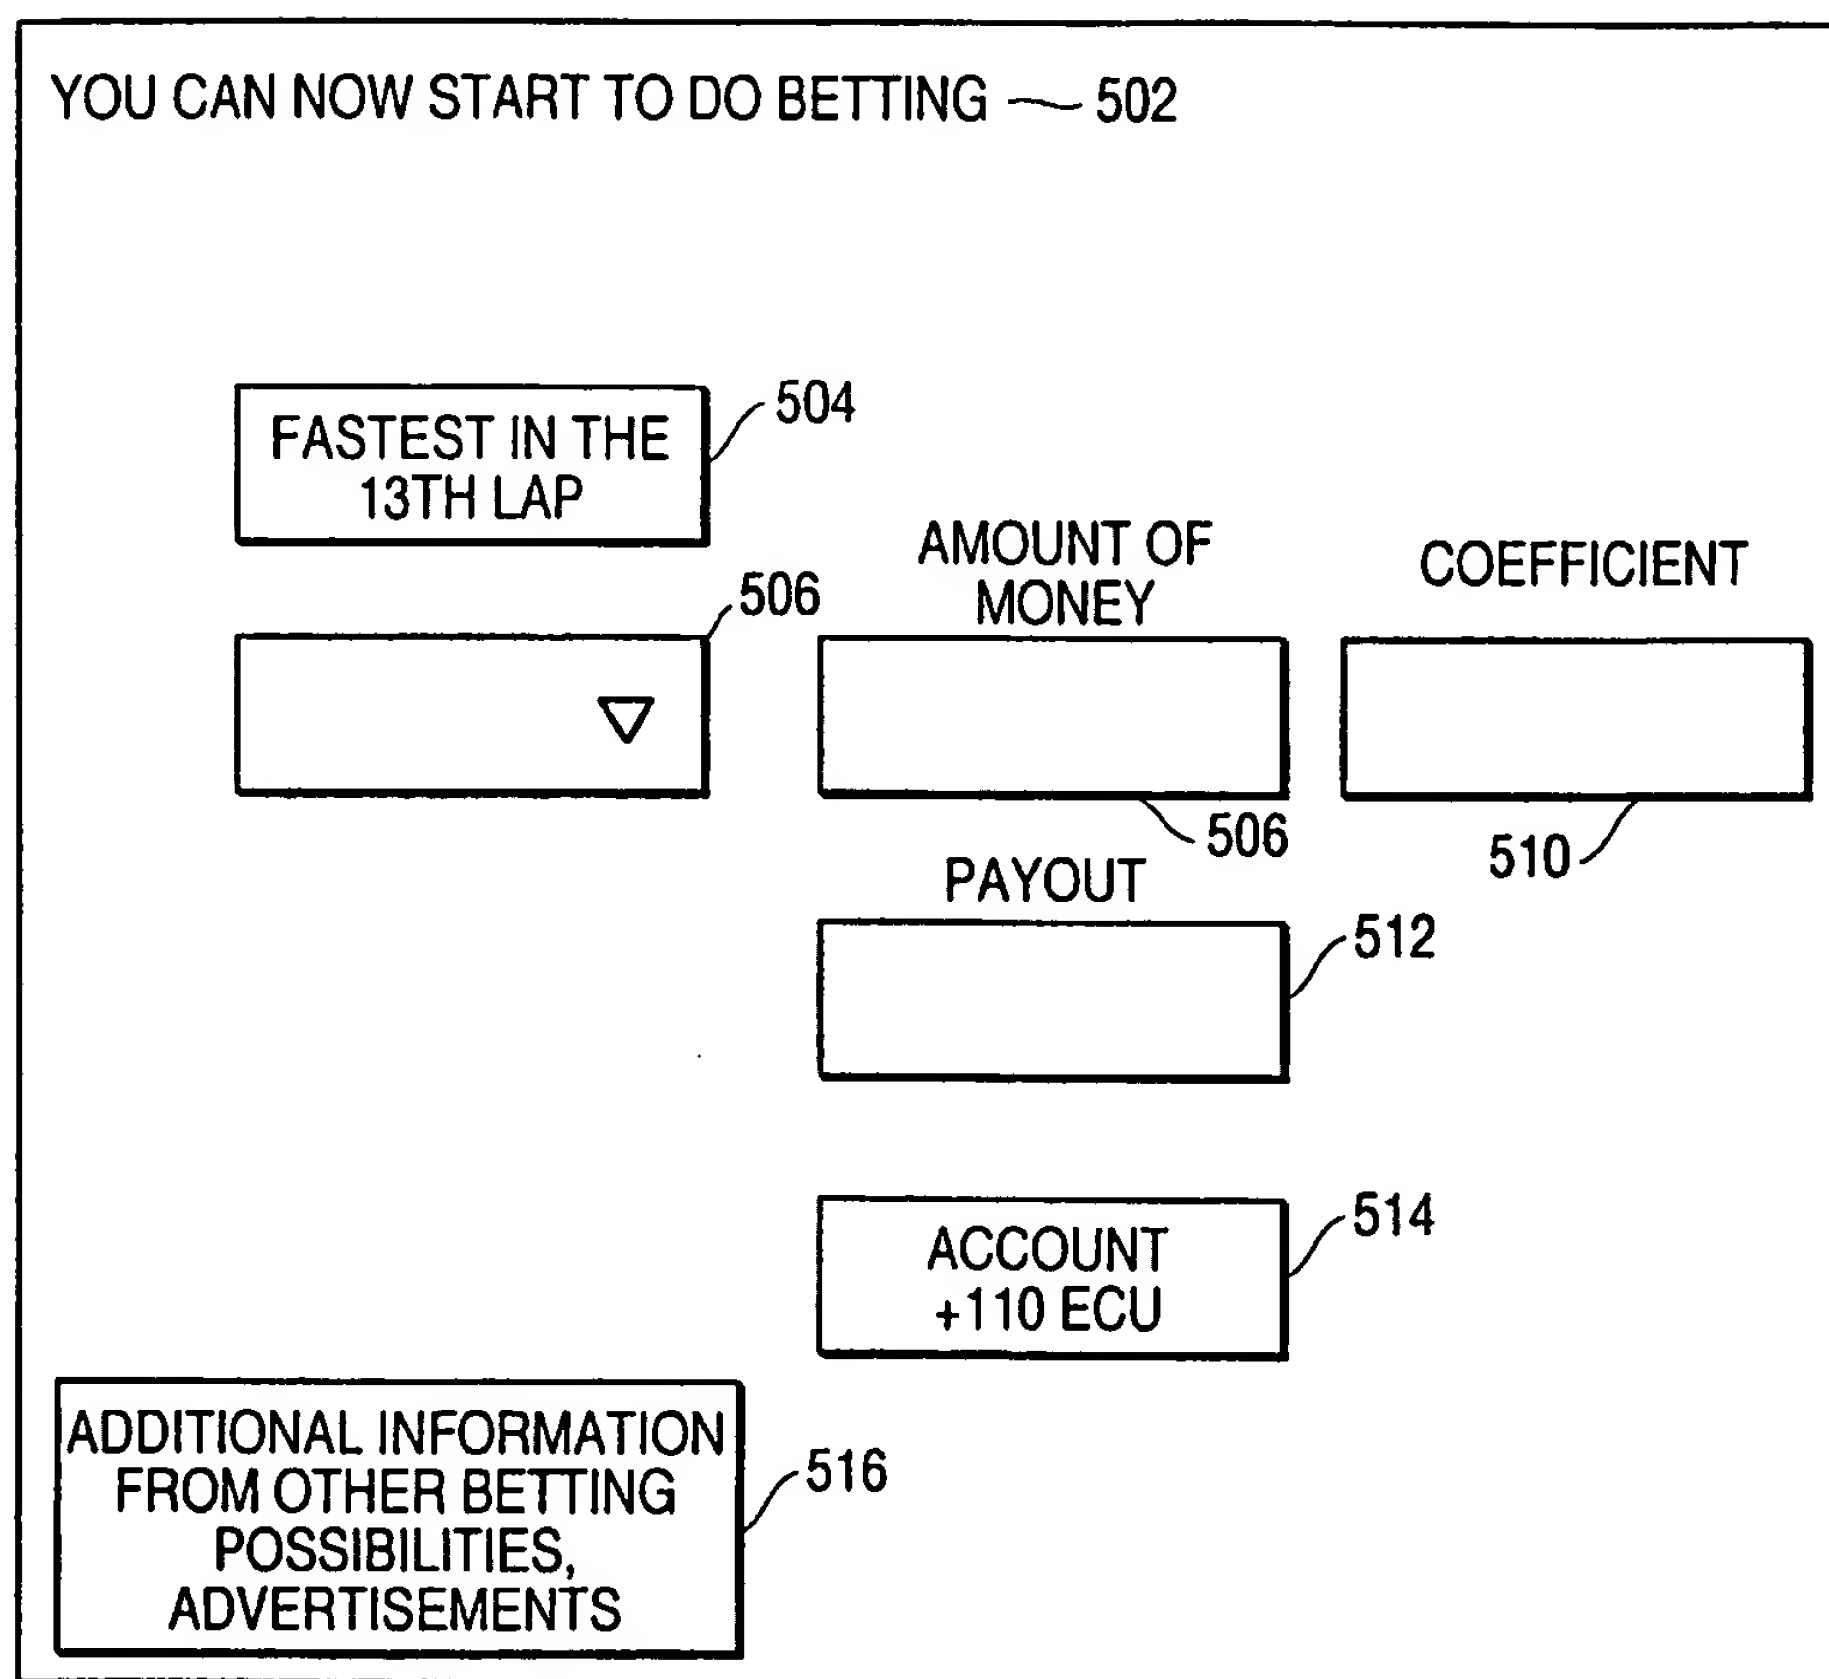 YOU CAN NOW START TO DO BETTING 502
504
FASTEST IN THE
13TH LAP
AMOUNT OF
MONEY
COEFFICIENT
506
506
510
PAYOUT
512
514
ACCOUNT
+110 ECU
ADDITIONAL INFORMATION
FROM OTHER BETTING
POSSIBILITIES,
ADVERTISEMENTS
516